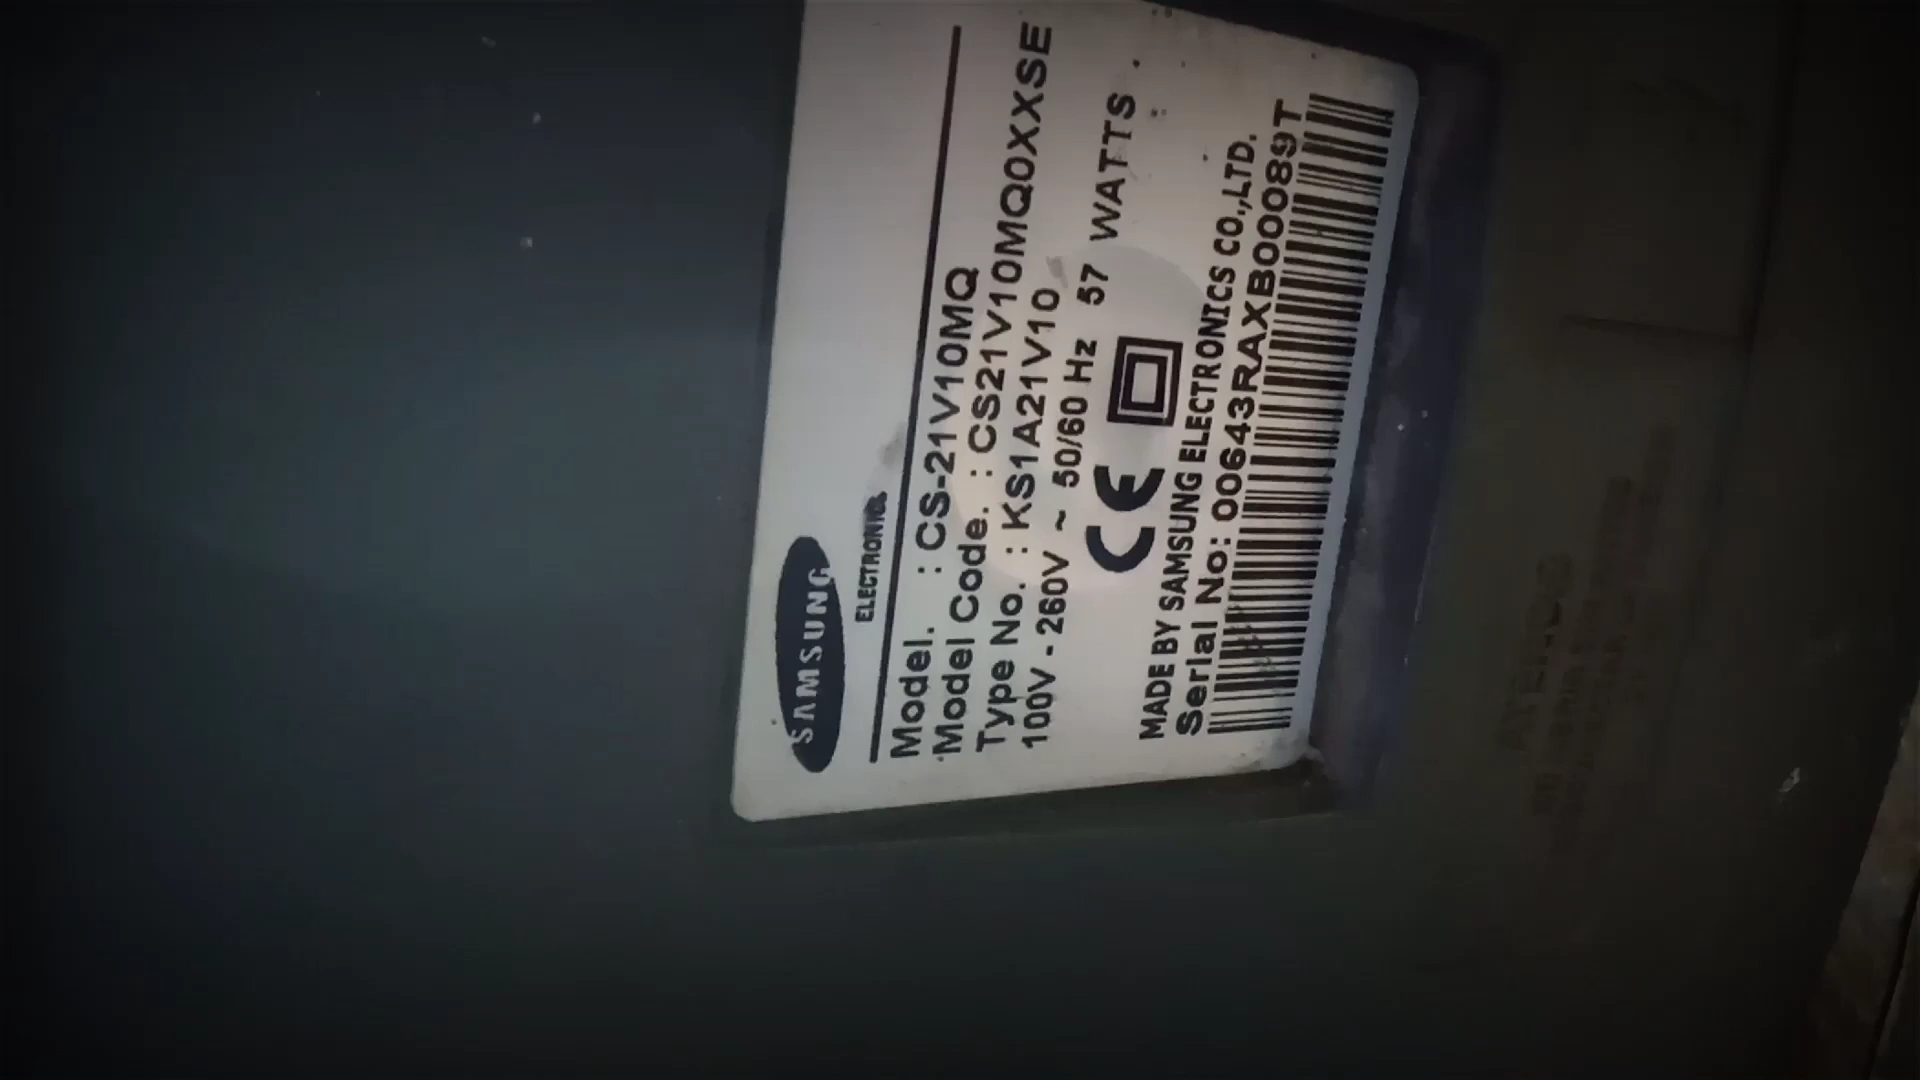 SAMSUNG
ELECTRONICS
Model. : CS-21V10MQ
Model Code. : CS21V10MQ0XXSE
Type No. : KS1A21V10
100V - 260V ~ 50/60 Hz 57 WATTS
CE
MADE BY SAMSUNG ELECTRONICS CO.,LTD.
Serial No: 00643RAXB00089T